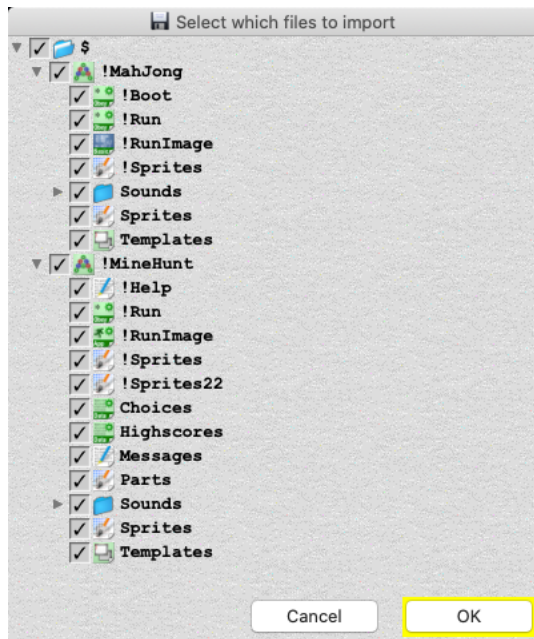 Select which files to import
$
!MahJong
!Boot
!Run
!RunImage
!Sprites
Sounds
Sprites
Templates
!MineHunt
!Help
!Run
!RunImage
!Sprites
!Sprites22
Choices
Highscores
Messages
Parts
Sounds
Sprites
Templates
Cancel OK